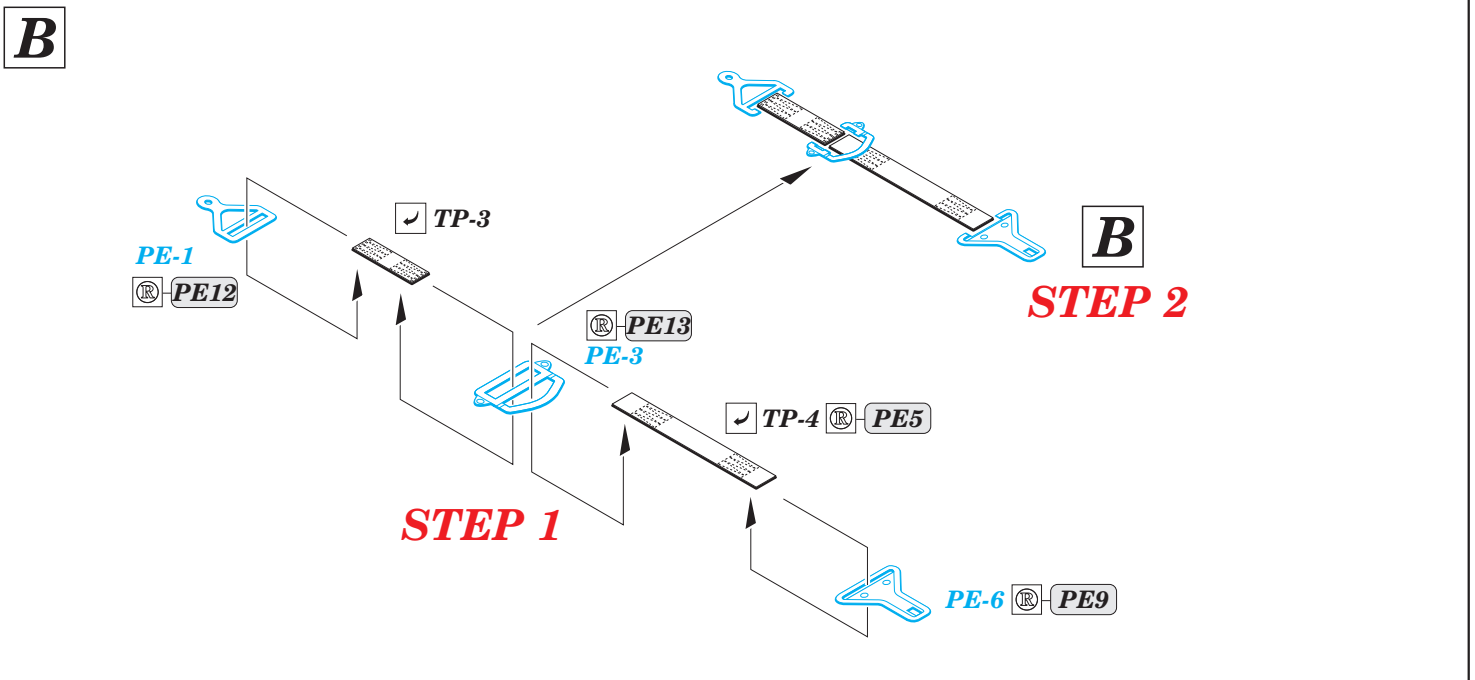 B
TP-3
PE-1
® PE12
® PE13
PE-3
B
STEP 2
TP-4 ® PE5
STEP 1
PE-6 ® PE9